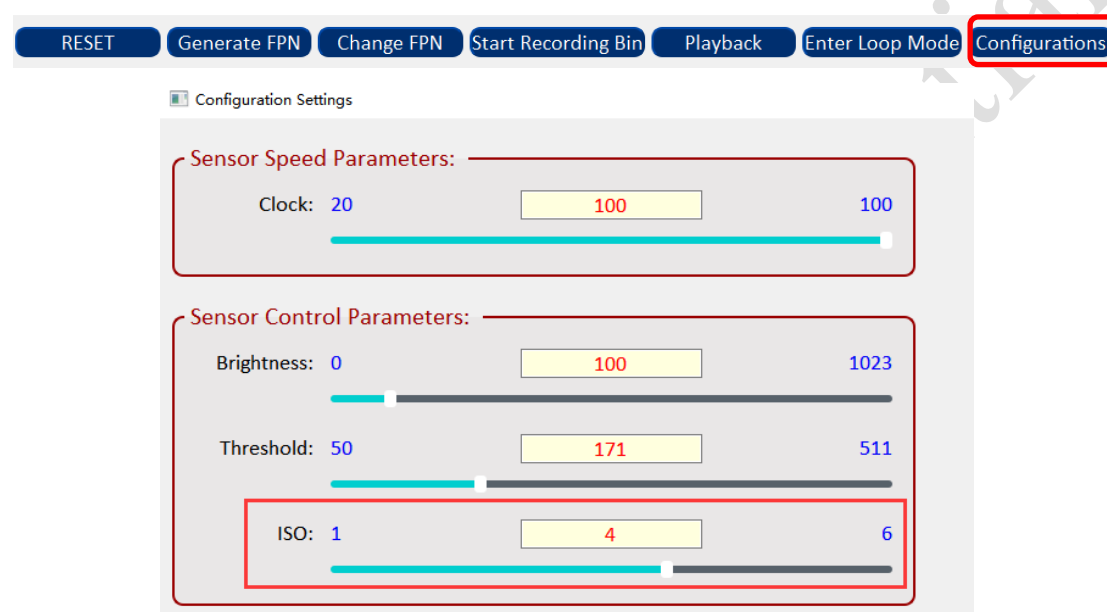 RESET Generate FPN Change FPN Start Recording Bin Playback Enter Loop Mode Configurations
Configuration Settings
Sensor Speed Parameters:
Clock: 20 100 100
Sensor Control Parameters:
Brightness: 0 100 1023
Threshold: 50 171 511
ISO: 1 4 6